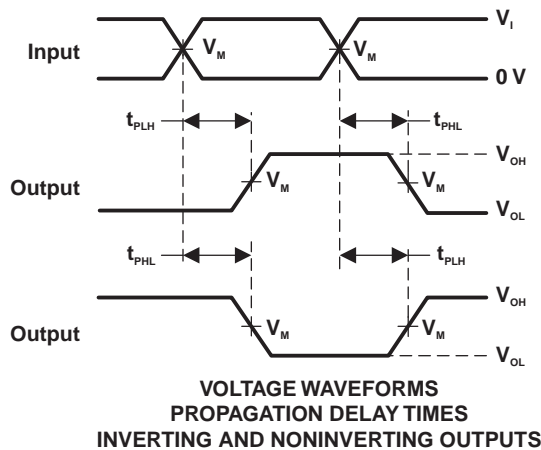 V_I
Input
V_M
V_M
0 V
t_PLH
t_PHL
V_OH
Output
V_M
V_M
V_OL
t_PHL
t_PLH
V_OH
Output
V_M
V_M
V_OL
VOLTAGE WAVEFORMS
PROPAGATION DELAY TIMES
INVERTING AND NONINVERTING OUTPUTS